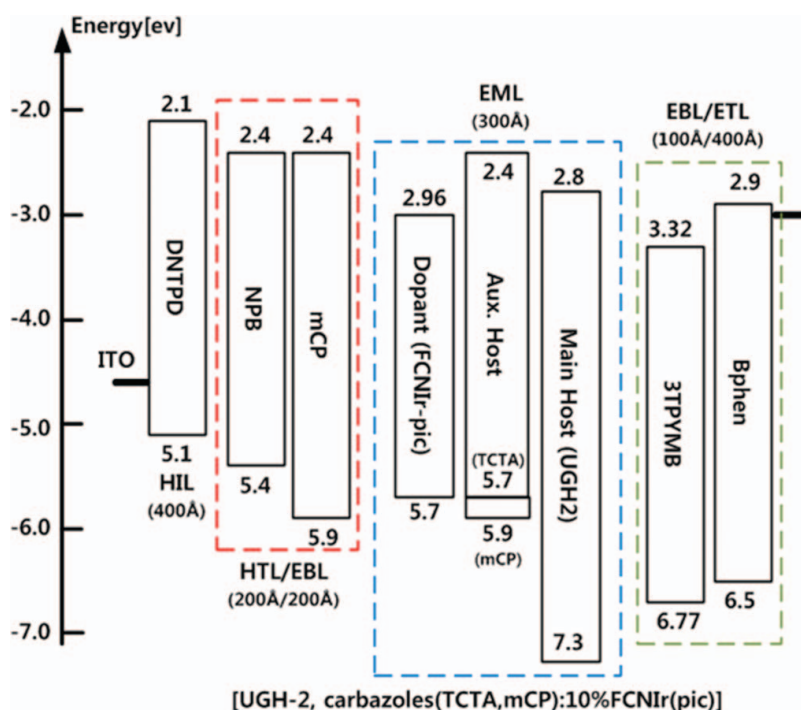 Energy[ev]
-2.0
-3.0
-4.0
-5.0
-6.0
-7.0
ITO
2.1
DNTPD
5.1
HIL
(400Å)
2.4
NPB
5.4
2.4
mCP
5.9
HTL/EBL
(200Å/200Å)
EML
(300Å)
2.96
Dopant (FCNIr-pic)
5.7
2.4
Aux. Host
(TCTA)
5.7
5.9
(mCP)
2.8
Main Host (UGH2)
7.3
EBL/ETL
(100Å/400Å)
3.32
3TPYMB
6.77
2.9
Bphen
6.5
[UGH-2, carbazoles(TCTA,mCP):10%FCNIr(pic)]